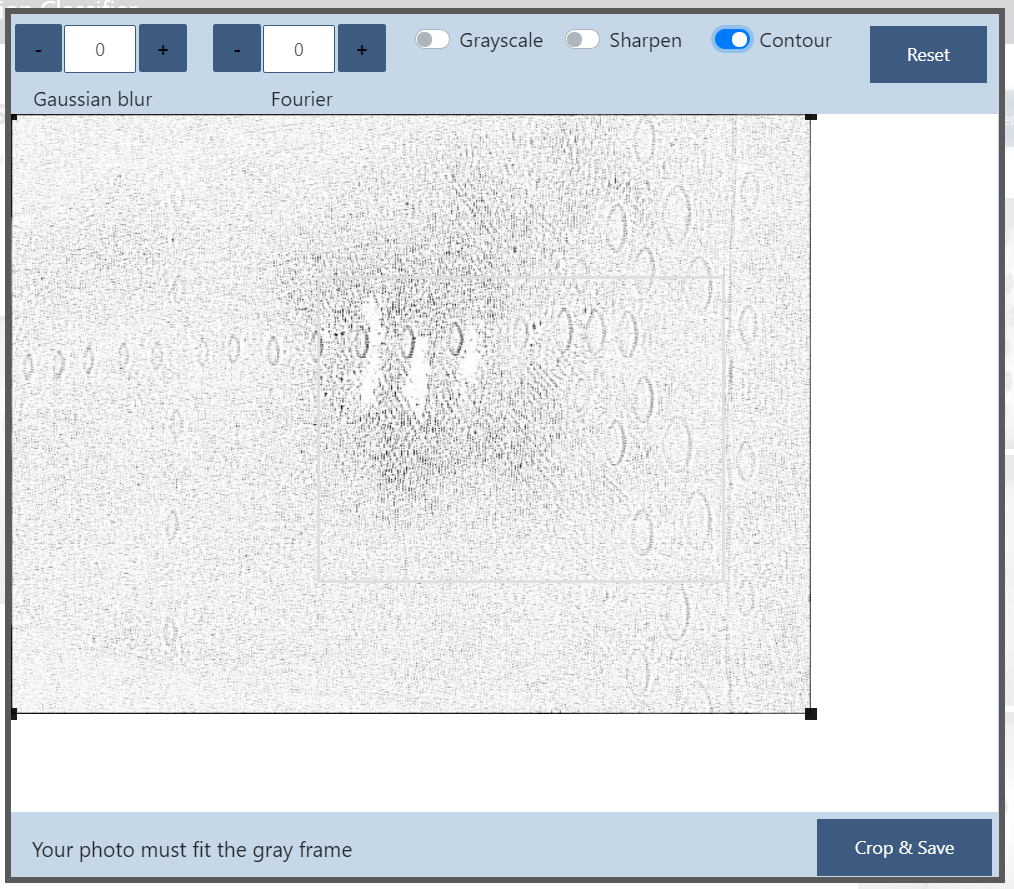 - 0 + - 0 + Grayscale Sharpen Contour Reset
Gaussian blur Fourier
Your photo must fit the gray frame Crop & Save